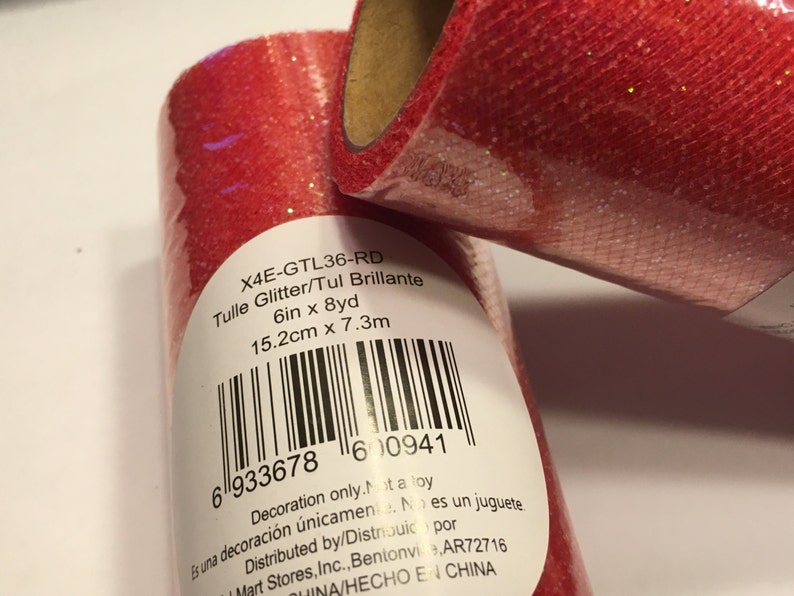 X4E-GTL36-RD
Tulle Glitter/Tul Brillante
6in x 8yd
15.2cm x 7.3m
6 933678 600941
Decoration only.Not a toy
Es una decoración únicamente. No es un juguete.
Distributed by/Distribuido por
Mart Stores,Inc.,Bentonville,AR72716
CHINA/HECHO EN CHINA